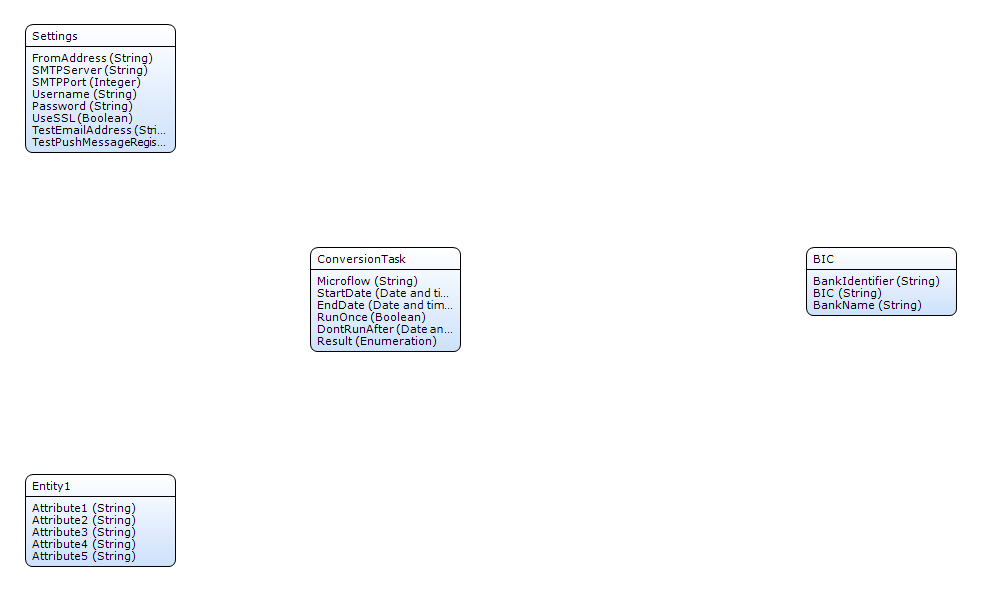 Settings
FromAddress (String)
SMTPServer (String)
SMTPPort (Integer)
Username (String)
Password (String)
UseSSL (Boolean)
TestEmailAddress (Stri...
TestPushMessageRegis...
ConversionTask
Microflow (String)
StartDate (Date and ti...
EndDate (Date and tim...
RunOnce (Boolean)
DontRunAfter (Date an...
Result (Enumeration)
BIC
BankIdentifier (String)
BIC (String)
BankName (String)
Entity1
Attribute1 (String)
Attribute2 (String)
Attribute3 (String)
Attribute4 (String)
Attribute5 (String)